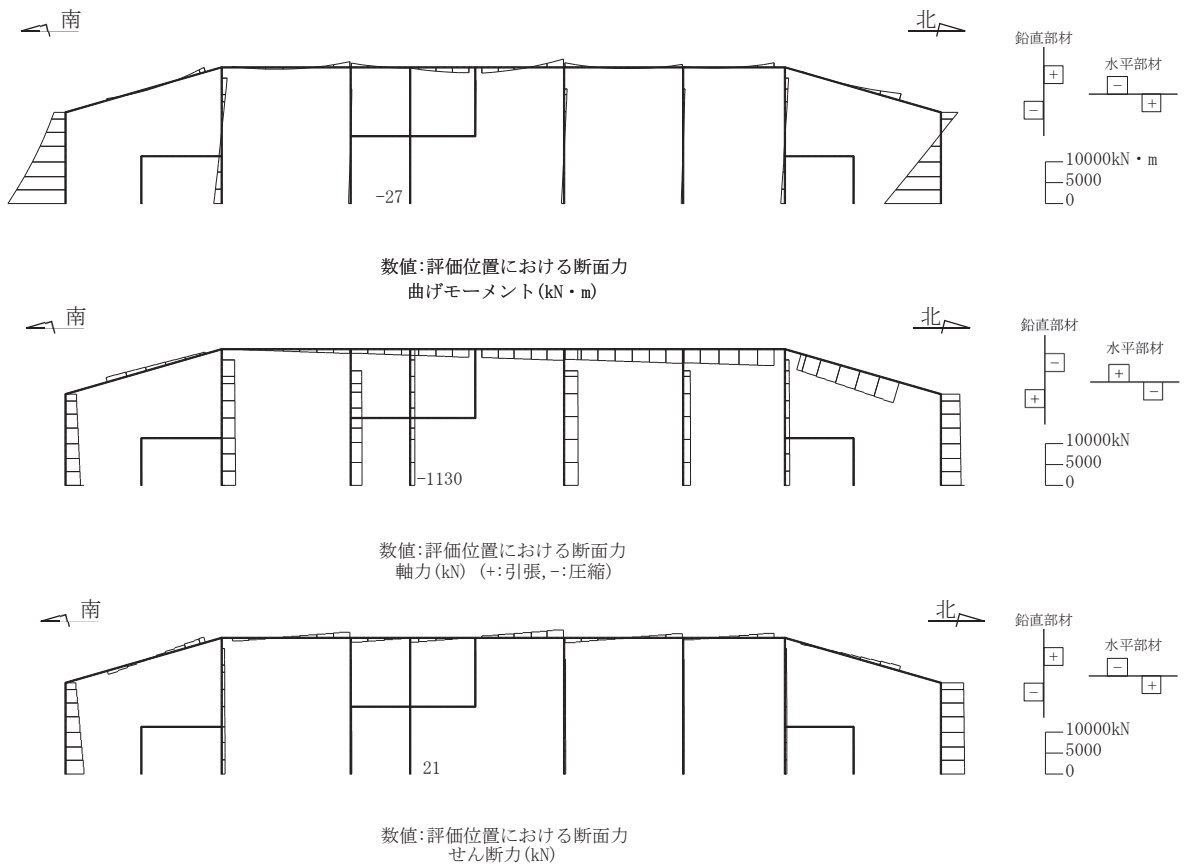 南
北
鉛直部材
+
-
水平部材
-
+
10000kN・m
5000
0
-27
数値:評価位置における断面力
曲げモーメント(kN・m)
南
北
鉛直部材
-
+
水平部材
+
-
10000kN
5000
0
-1130
数値:評価位置における断面力
軸力(kN) (+:引張,-:圧縮)
南
北
鉛直部材
+
-
水平部材
-
+
10000kN
5000
0
21
数値:評価位置における断面力
せん断力(kN)